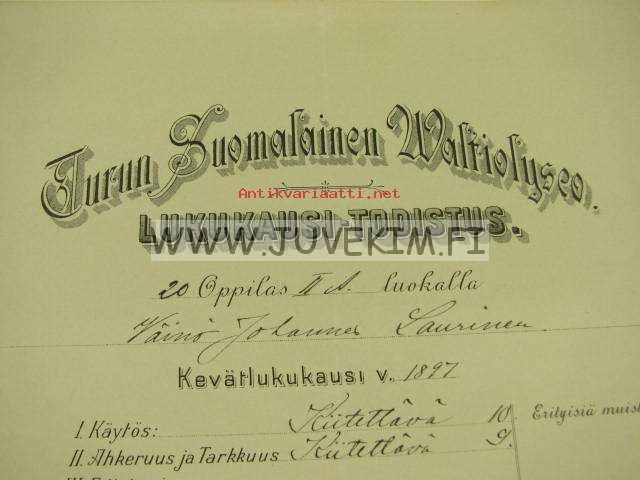 Turun Suomalainen Waltiolyseo.
Antikvariaatti.net
LUKUKAUSI-TODISTUS.
WWW.JUVEKIM.FI
20 Oppilas II A. luokalla
Väinö Johannes Laurinen
Kevätlukukausi v. 1897
I. Käytös: Kiitettävä 10 Erityisiä muist
II. Ahkeruus ja Tarkkuus Kiitettävä 9.